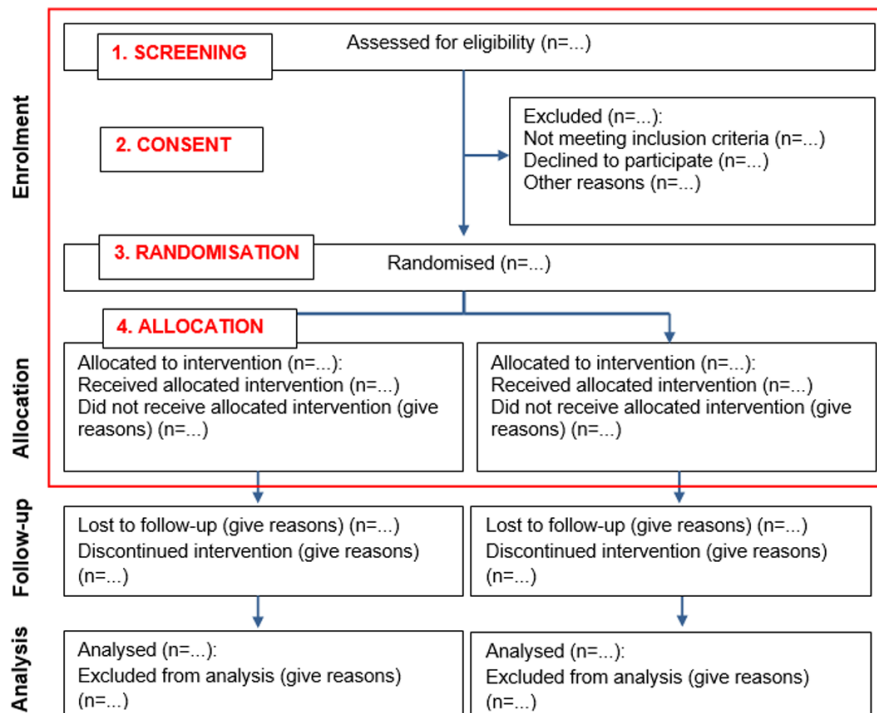 Enrolment
1. SCREENING
Assessed for eligibility (n=...)
2. CONSENT
Excluded (n=...):
Not meeting inclusion criteria (n=...)
Declined to participate (n=...)
Other reasons (n=...)
3. RANDOMISATION
Randomised (n=...)
Allocation
4. ALLOCATION
Allocated to intervention (n=...):
Received allocated intervention (n=...)
Did not receive allocated intervention (give
reasons) (n=...)
Allocated to intervention (n=...):
Received allocated intervention (n=...)
Did not receive allocated intervention (give
reasons) (n=...)
Follow-up
Lost to follow-up (give reasons) (n=...)
Discontinued intervention (give reasons)
(n=...)
Lost to follow-up (give reasons) (n=...)
Discontinued intervention (give reasons)
(n=...)
Analysis
Analysed (n=...):
Excluded from analysis (give reasons)
(n=...)
Analysed (n=...):
Excluded from analysis (give reasons)
(n=...)